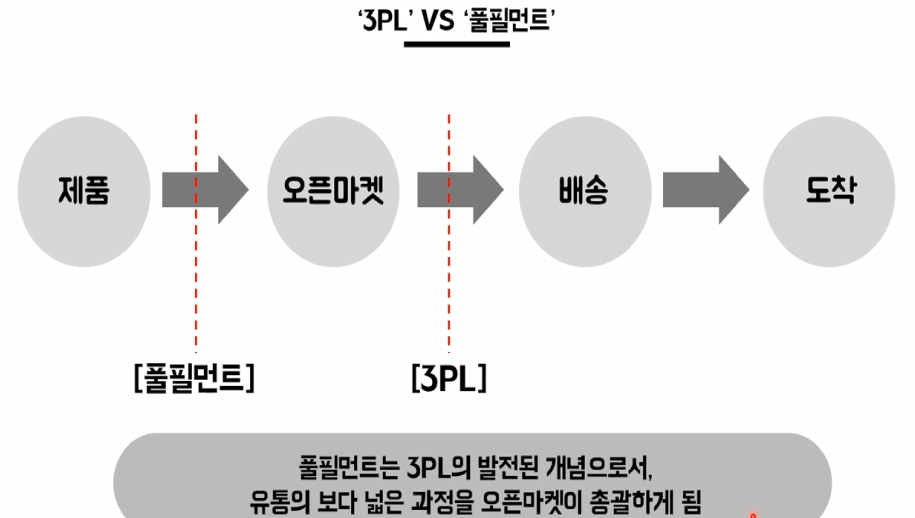 ‘3PL’ VS ‘풀필먼트’
제품
오픈마켓
배송
도착
[풀필먼트]
[3PL]
풀필먼트는 3PL의 발전된 개념으로서,
유통의 보다 넓은 과정을 오픈마켓이 총괄하게 됨